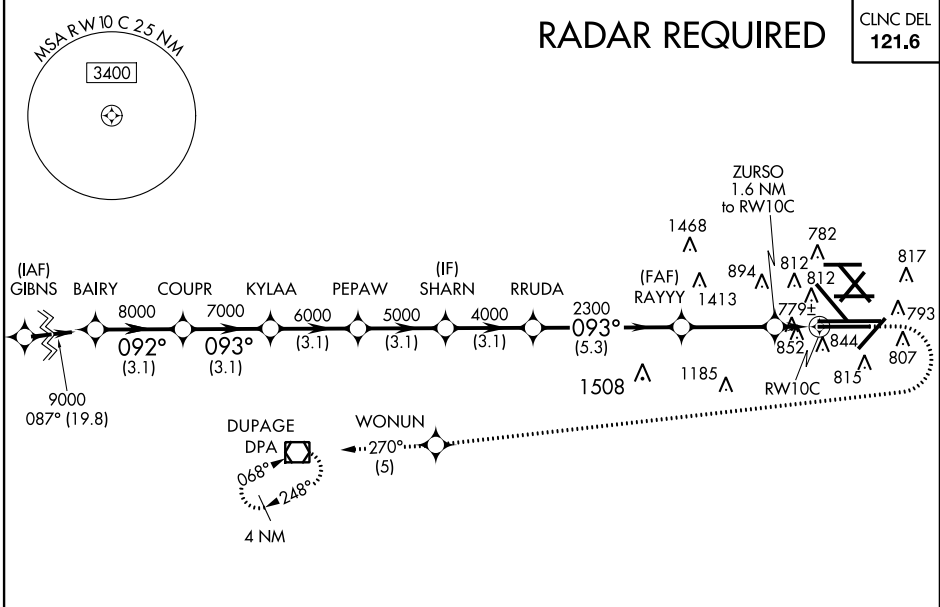 MSA RW 10 C 25 NM
3400
RADAR REQUIRED
CLNC DEL
121.6
ZURSO
1.6 NM
to RW10C
1468
782
812
817
894
812
1413
(IAF)
GIBNS
BAIRY
COUPR
KYLAA
PEPAW
(IF)
SHARN
RRUDA
(FAF)
RAYYY
8000
7000
6000
5000
4000
2300
779±
793
092°
093°
093°
(3.1)
(3.1)
(3.1)
(3.1)
(3.1)
(5.3)
852
844
807
9000
087° (19.8)
1508
1185
RW10C
815
DUPAGE
DPA
WONUN
270°
(5)
068°
248°
4 NM